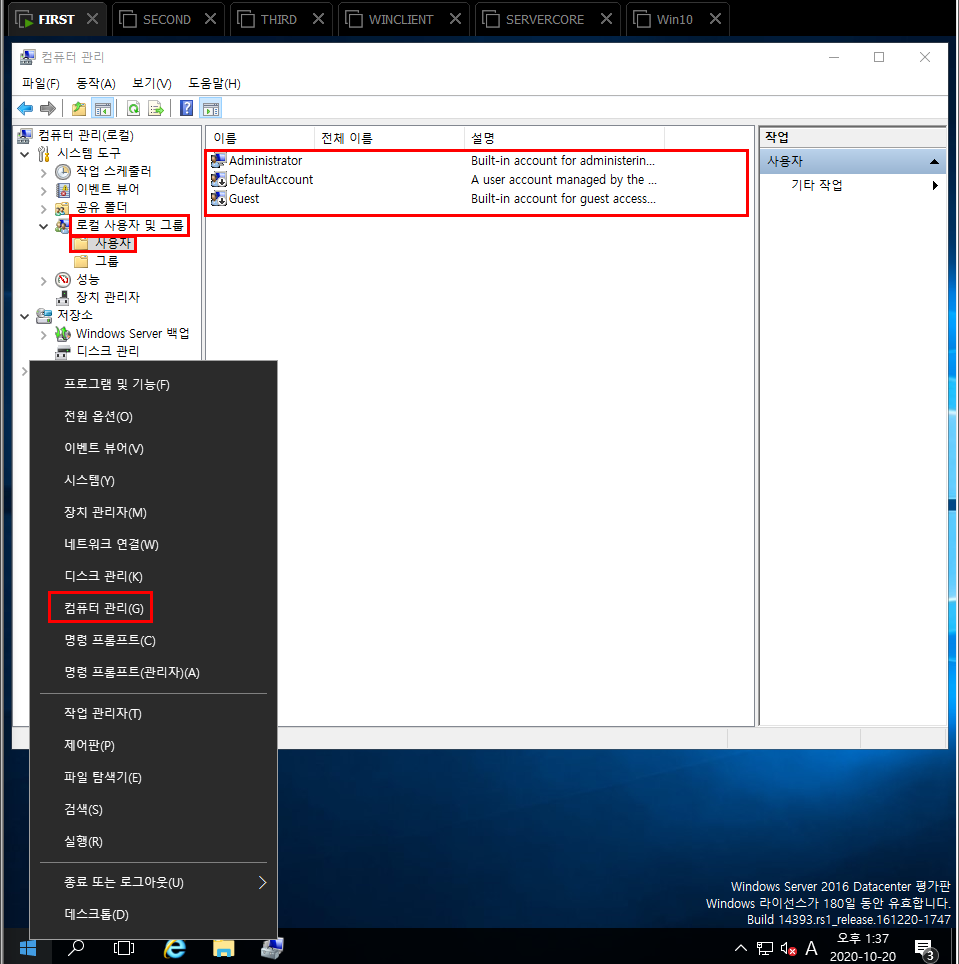 FIRST
SECOND
THIRD
WINCLIENT
SERVERCORE
Win10
컴퓨터 관리
파일(F) 동작(A) 보기(V) 도움말(H)
컴퓨터 관리(로컬)
시스템 도구
작업 스케줄러
이벤트 뷰어
공유 폴더
로컬 사용자 및 그룹
사용자
그룹
성능
장치 관리자
저장소
Windows Server 백업
디스크 관리
이름 전체 이름 설명
Administrator Built-in account for administerin...
DefaultAccount A user account managed by the ...
Guest Built-in account for guest access...
작업
사용자
기타 작업
프로그램 및 기능(F)
전원 옵션(O)
이벤트 뷰어(V)
시스템(Y)
장치 관리자(M)
네트워크 연결(W)
디스크 관리(K)
컴퓨터 관리(G)
명령 프롬프트(C)
명령 프롬프트(관리자)(A)
작업 관리자(T)
제어판(P)
파일 탐색기(E)
검색(S)
실행(R)
종료 또는 로그아웃(U)
데스크톱(D)
Windows Server 2016 Datacenter 평가판
Windows 라이선스가 180일 동안 유효합니다.
Build 14393.rs1_release.161220-1747
A
오후 1:37
2020-10-20
3